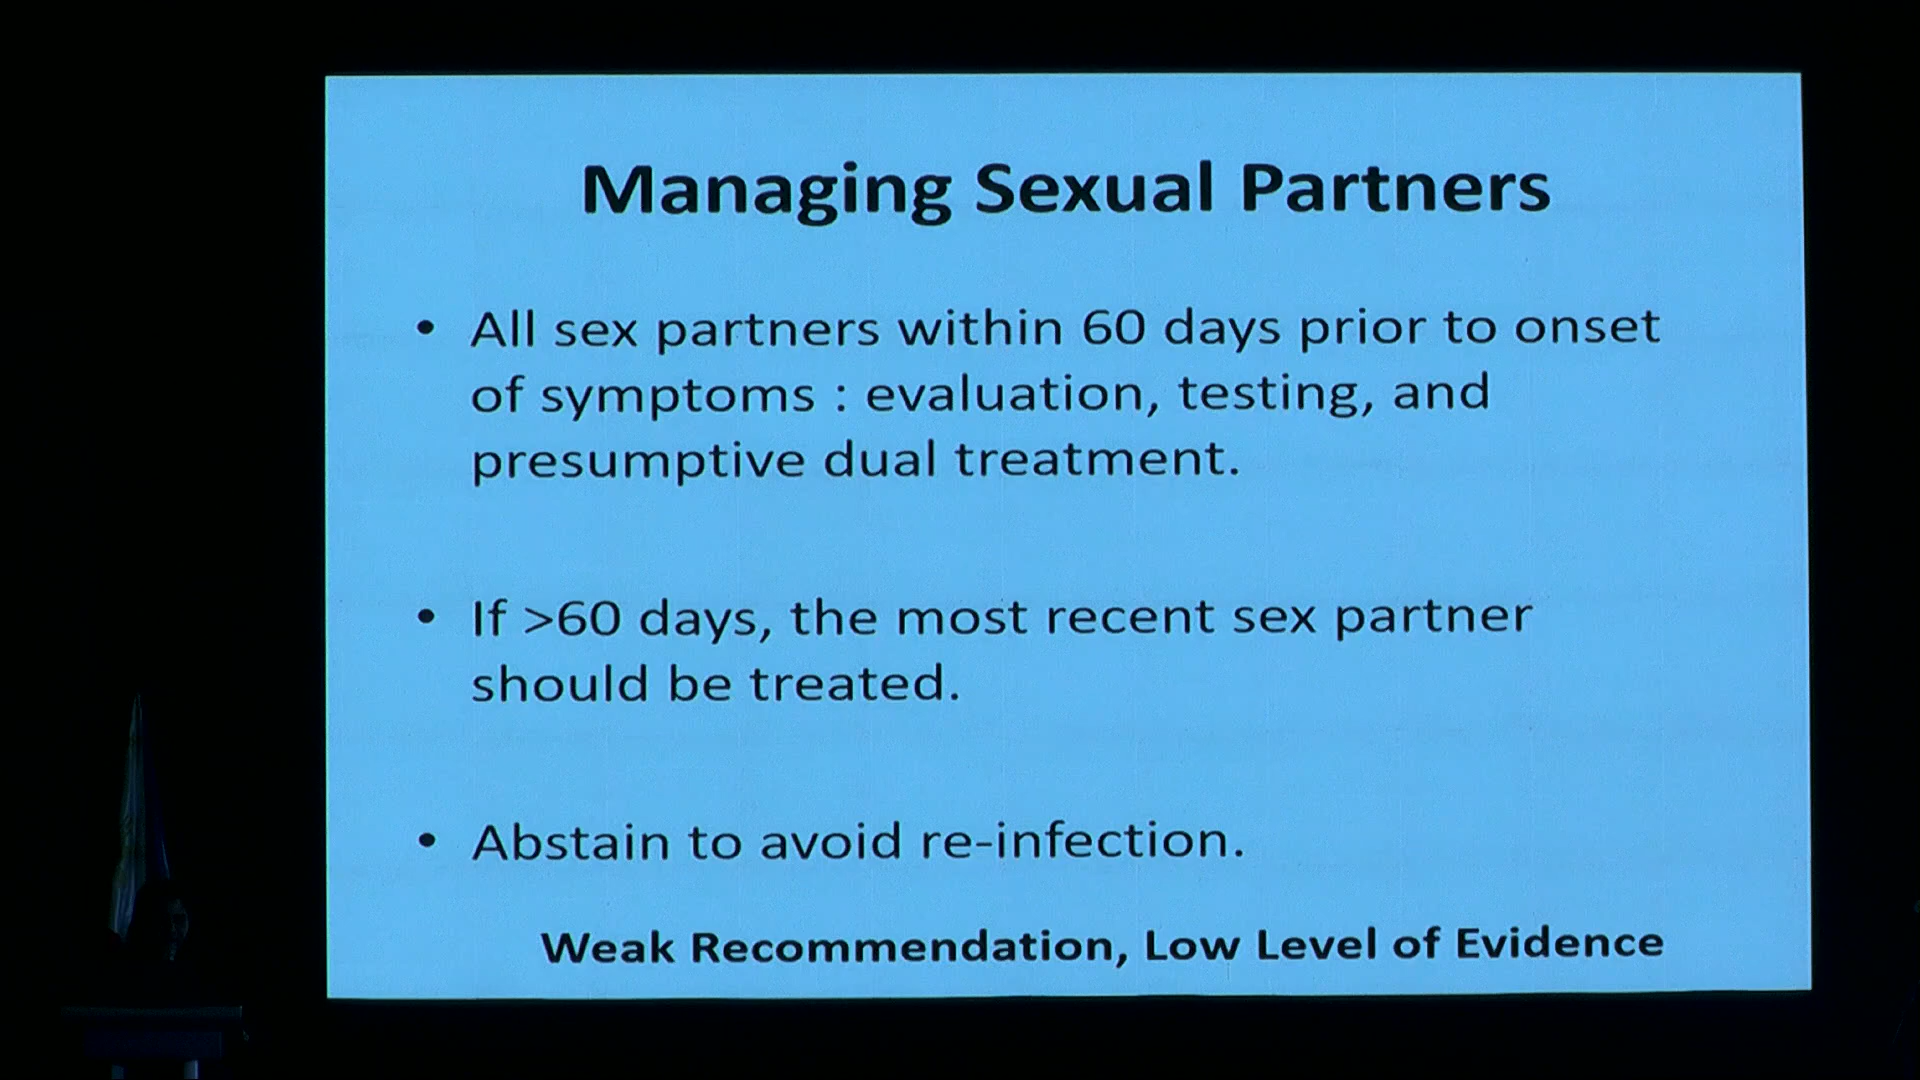 Managing Sexual Partners
• All sex partners within 60 days prior to onset
of symptoms : evaluation, testing, and
presumptive dual treatment.
• If >60 days, the most recent sex partner
should be treated.
• Abstain to avoid re-infection.
Weak Recommendation, Low Level of Evidence